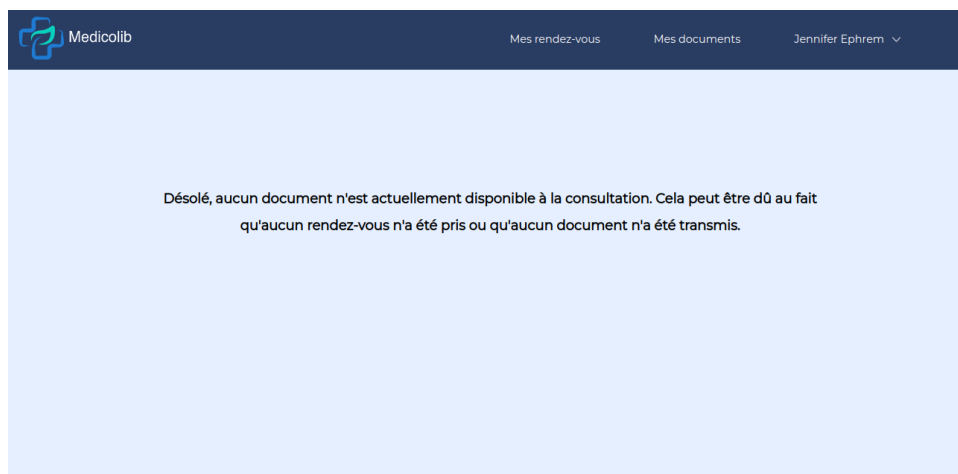 Medicolib
Mes rendez-vous
Mes documents
Jennifer Ephrem
Désolé, aucun document n'est actuellement disponible à la consultation. Cela peut être dû au fait
qu'aucun rendez-vous n'a été pris ou qu'aucun document n'a été transmis.